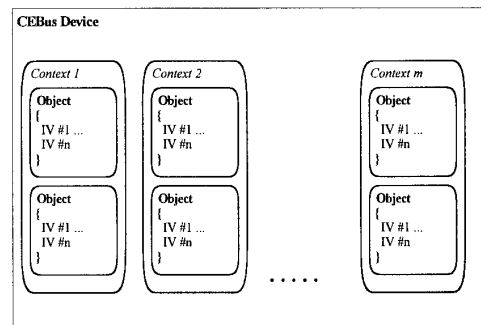 CEBus Device
Context 1
Object
{
IV #1 ...
IV #n
}
Object
{
IV #1 ...
IV #n
}
Context 2
Object
{
IV #1 ...
IV #n
}
Object
{
IV #1 ...
IV #n
}
. . . . .
Context m
Object
{
IV #1 ...
IV #n
}
Object
{
IV #1 ...
IV #n
}